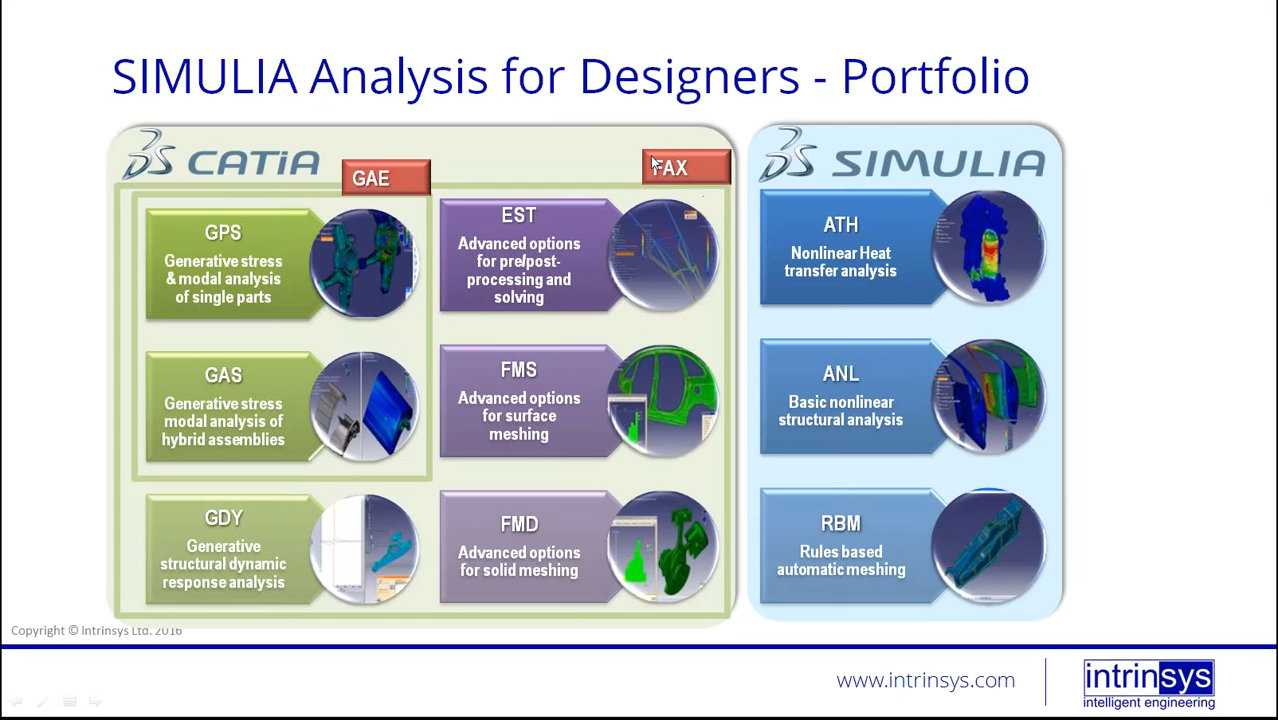 SIMULIA Analysis for Designers - Portfolio
CATIA
GAE
FAX
GPS
Generative stress
& modal analysis
of single parts
GAS
Generative stress
modal analysis of
hybrid assemblies
GDY
Generative
structural dynamic
response analysis
EST
Advanced options
for pre/post-
processing and
solving
FMS
Advanced options
for surface
meshing
FMD
Advanced options
for solid meshing
SIMULIA
ATH
Nonlinear Heat
transfer analysis
ANL
Basic nonlinear
structural analysis
RBM
Rules based
automatic meshing
Copyright © Intrinsys Ltd. 2016
www.intrinsys.com
intrinsys
intelligent engineering